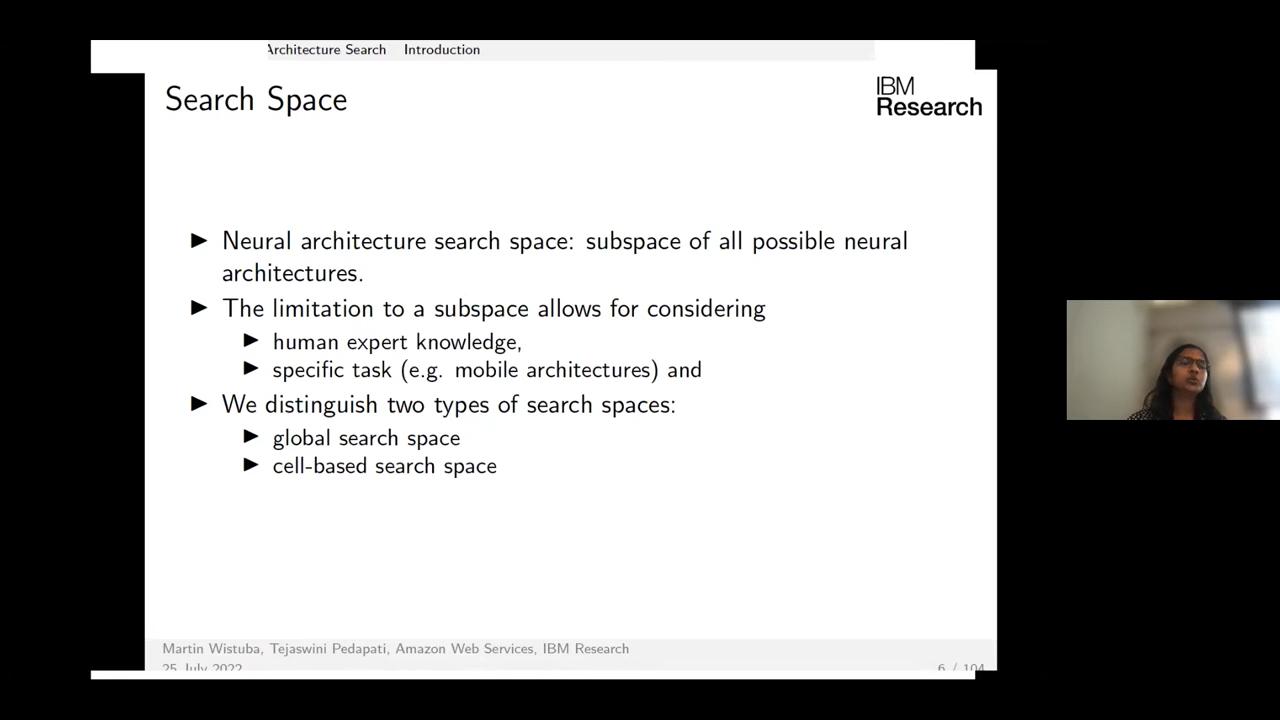 Architecture Search Introduction
Search Space
IBM
Research
▶ Neural architecture search space: subspace of all possible neural
architectures.
▶ The limitation to a subspace allows for considering
▶ human expert knowledge,
▶ specific task (e.g. mobile architectures) and
▶ We distinguish two types of search spaces:
▶ global search space
▶ cell-based search space
Martin Wistuba, Tejaswini Pedapati, Amazon Web Services, IBM Research
25 July 2022
6 / 104